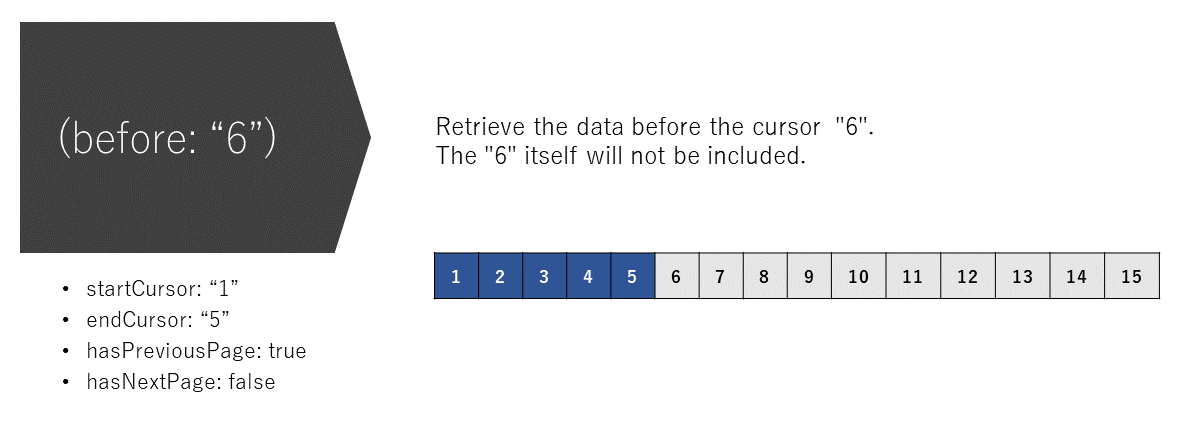 (before: “6”)
Retrieve the data before the cursor "6".
The "6" itself will not be included.
1 2 3 4 5 6 7 8 9 10 11 12 13 14 15
• startCursor: “1”
• endCursor: “5”
• hasPreviousPage: true
• hasNextPage: false